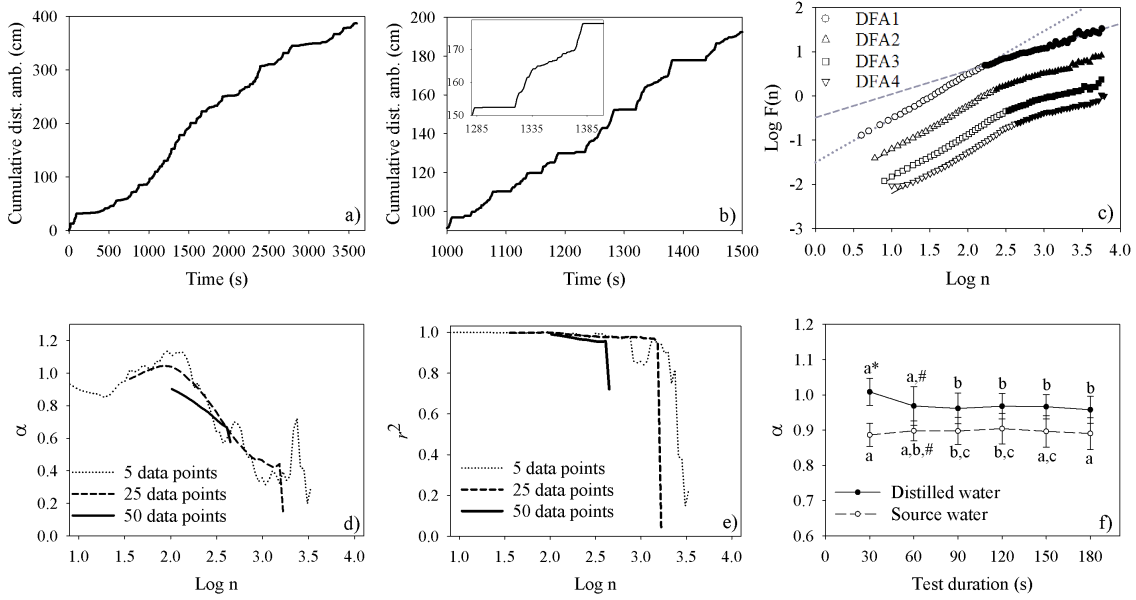 Cumulative dist. amb. (cm)
400
300
200
100
0
0 500 1000 1500 2000 2500 3000 3500
Time (s)
a)
Cumulative dist. amb. (cm)
200
180
160
140
120
100
170
160
150
1285 1335 1385
1000 1100 1200 1300 1400 1500
Time (s)
b)
Log F(n)
2
1
0
-1
-2
-3
DFA1
DFA2
DFA3
DFA4
0.0 0.5 1.0 1.5 2.0 2.5 3.0 3.5 4.0
Log n
c)
α
1.4
1.2
1.0
0.8
0.6
0.4
0.2
0.0
5 data points
25 data points
50 data points
1.0 1.5 2.0 2.5 3.0 3.5 4.0
Log n
d)
r2
1.0
0.8
0.6
0.4
0.2
0.0
5 data points
25 data points
50 data points
1.0 1.5 2.0 2.5 3.0 3.5 4.0
Log n
e)
α
1.2
1.1
1.0
0.9
0.8
0.7
0.6
a* a,# b b b b
a a,b,# b,c b,c a,c a
Distilled water
Source water
0 30 60 90 120 150 180
Test duration (s)
f)